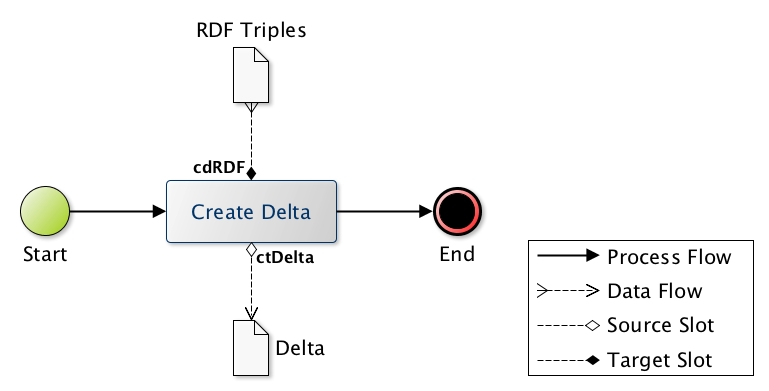 RDF Triples
cdRDF
Create Delta
Start
End
ctDelta
Delta
Process Flow
Data Flow
Source Slot
Target Slot